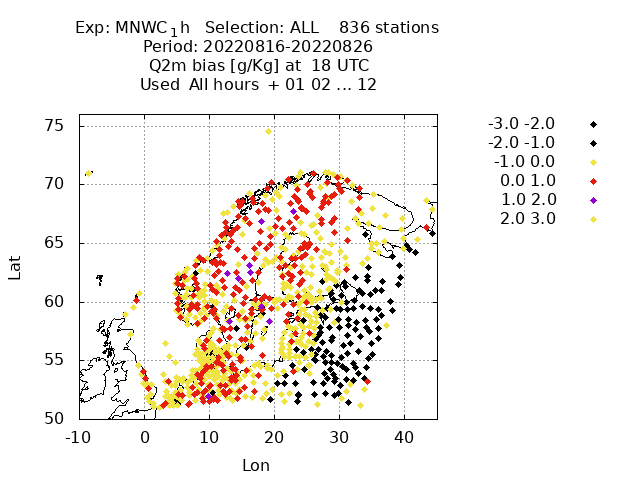 Exp: MNWC_1h   Selection: ALL    836 stations
Period: 20220816-20220826
Q2m bias [g/Kg] at  18 UTC
Used  All hours  + 01 02 ... 12
75
70
65
60
55
50
-10 0 10 20 30 40
Lat
Lon
-3.0 -2.0
-2.0 -1.0
-1.0 0.0
0.0 1.0
1.0 2.0
2.0 3.0